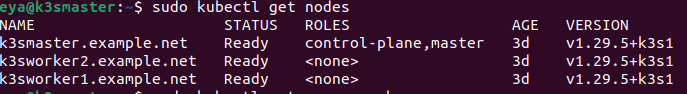 eya@k3smaster:~$ sudo kubectl get nodes
NAME STATUS ROLES AGE VERSION
k3smaster.example.net Ready control-plane,master 3d v1.29.5+k3s1
k3sworker2.example.net Ready <none> 3d v1.29.5+k3s1
k3sworker1.example.net Ready <none> 3d v1.29.5+k3s1